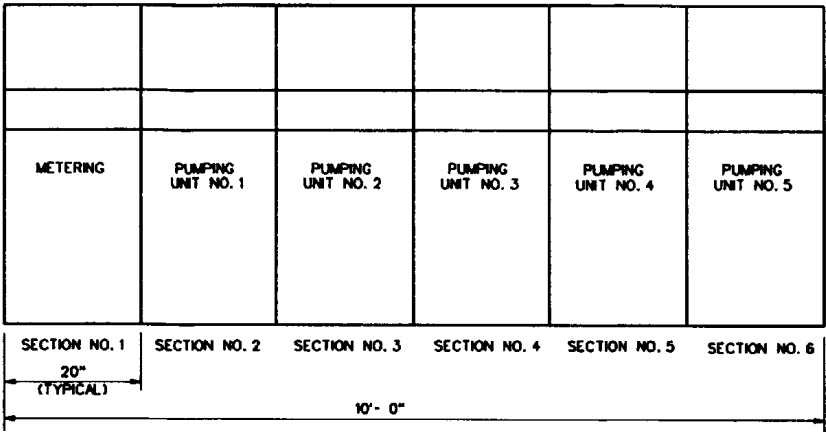 METERING
PUMPING
UNIT NO. 1
PUMPING
UNIT NO. 2
PUMPING
UNIT NO. 3
PUMPING
UNIT NO. 4
PUMPING
UNIT NO. 5
SECTION NO. 1
SECTION NO. 2
SECTION NO. 3
SECTION NO. 4
SECTION NO. 5
SECTION NO. 6
20"
(TYPICAL)
10'- 0"